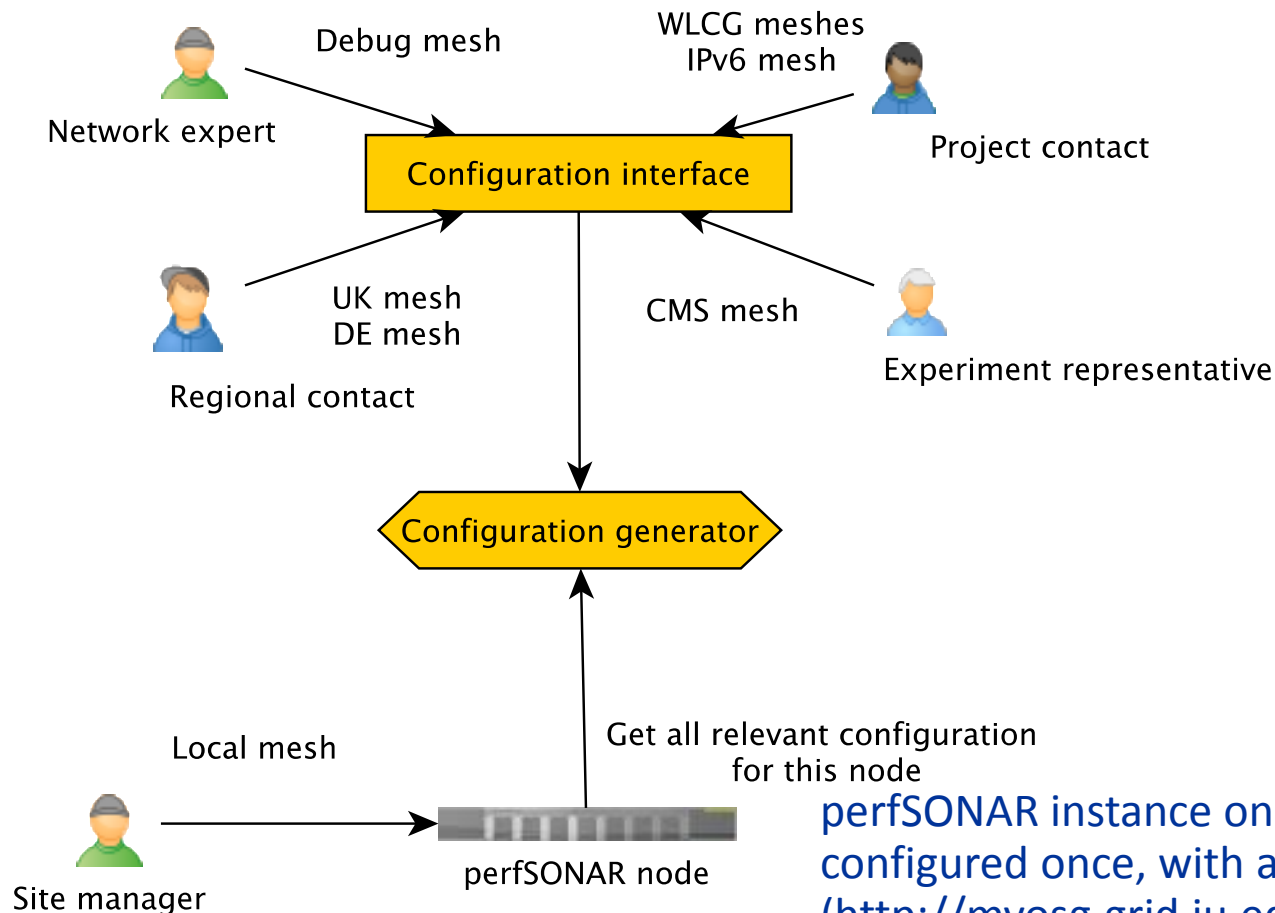 Debug mesh
WLCG meshes
IPv6 mesh
Network expert
Project contact
Configuration interface
UK mesh
DE mesh
CMS mesh
Regional contact
Experiment representative
Configuration generator
Local mesh
Get all relevant configuration
for this node
perfSONAR node
Site manager
perfSONAR instance on
configured once, with a